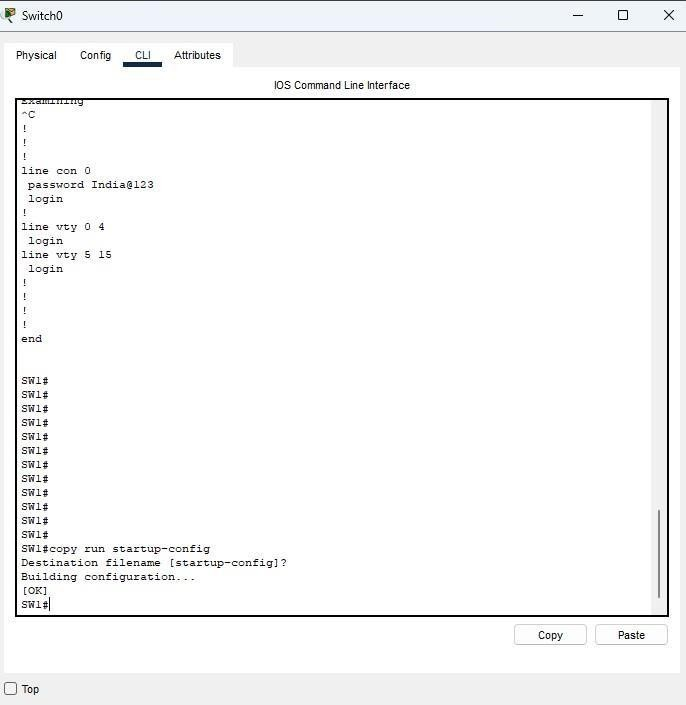 Switch0
Physical Config CLI Attributes
IOS Command Line Interface
Examining
^C
!
!
!
line con 0
 password India@123
 login
!
line vty 0 4
 login
line vty 5 15
 login
!
!
!
!
end
SW1#
SW1#
SW1#
SW1#
SW1#
SW1#
SW1#
SW1#
SW1#
SW1#
SW1#
SW1#
SW1#copy run startup-config
Destination filename [startup-config]?
Building configuration...
[OK]
SW1#
Copy Paste
Top